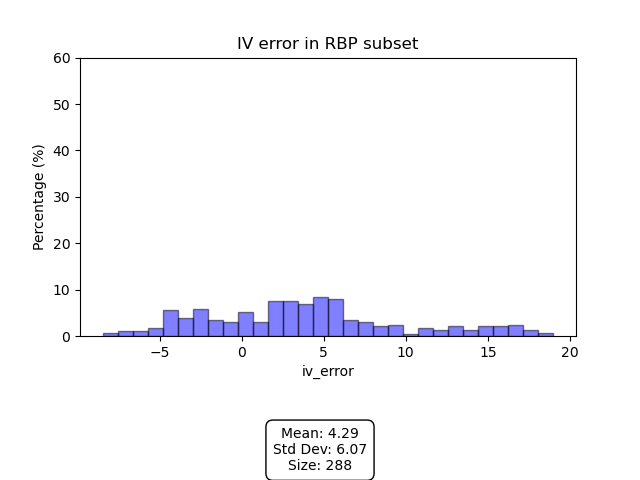 IV error in RBP subset
60
50
40
30
20
10
0
Percentage (%)
−5
0
5
10
15
20
iv_error
Mean: 4.29
Std Dev: 6.07
Size: 288